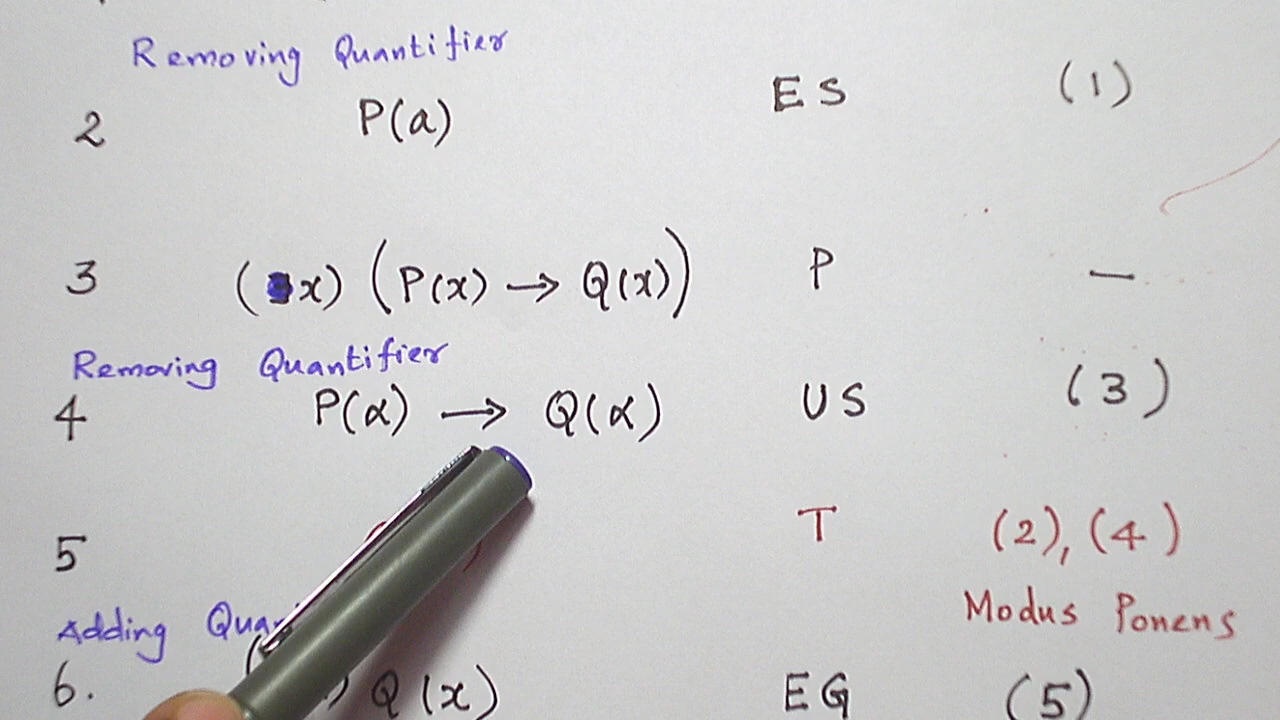 Removing Quantifier
2 P(a) ES (1)
3 (x) (P(x) → Q(x)) P —
Removing Quantifier
4 P(α) → Q(α) US (3)
5 T (2), (4)
Modus Ponens
Adding
6. Q(x) EG (5)